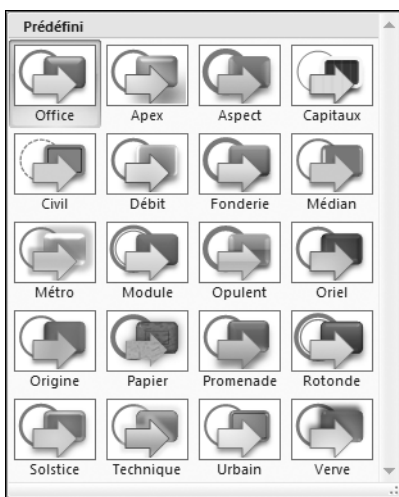 Prédéfini
Office Apex Aspect Capitaux
Civil Débit Fonderie Médian
Métro Module Opulent Oriel
Origine Papier Promenade Rotonde
Solstice Technique Urbain Verve